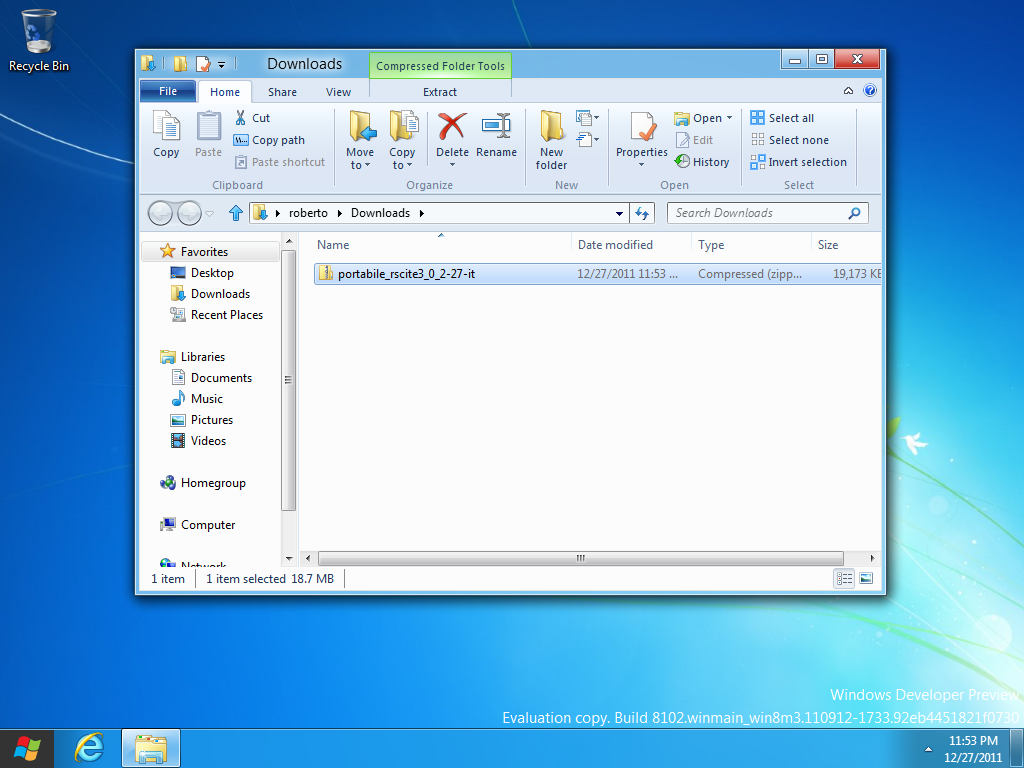 Recycle Bin
Downloads
Compressed Folder Tools
File Home Share View Extract
Copy
Paste
Cut
Copy path
Paste shortcut
Clipboard
Move to
Copy to
Delete
Rename
Organize
New folder
New
Properties
Open
Edit
History
Open
Select all
Select none
Invert selection
Select
roberto Downloads
Search Downloads
Favorites
Desktop
Downloads
Recent Places
Libraries
Documents
Music
Pictures
Videos
Homegroup
Computer
Network
Name Date modified Type Size
portabile_rscite3_0_2-27-it 12/27/2011 11:53 ... Compressed (zipp... 19,173 KB
1 item 1 item selected 18.7 MB
Windows Developer Preview
Evaluation copy. Build 8102.winmain_win8m3.110912-1733.92eb4451821f0730
11:53 PM
12/27/2011